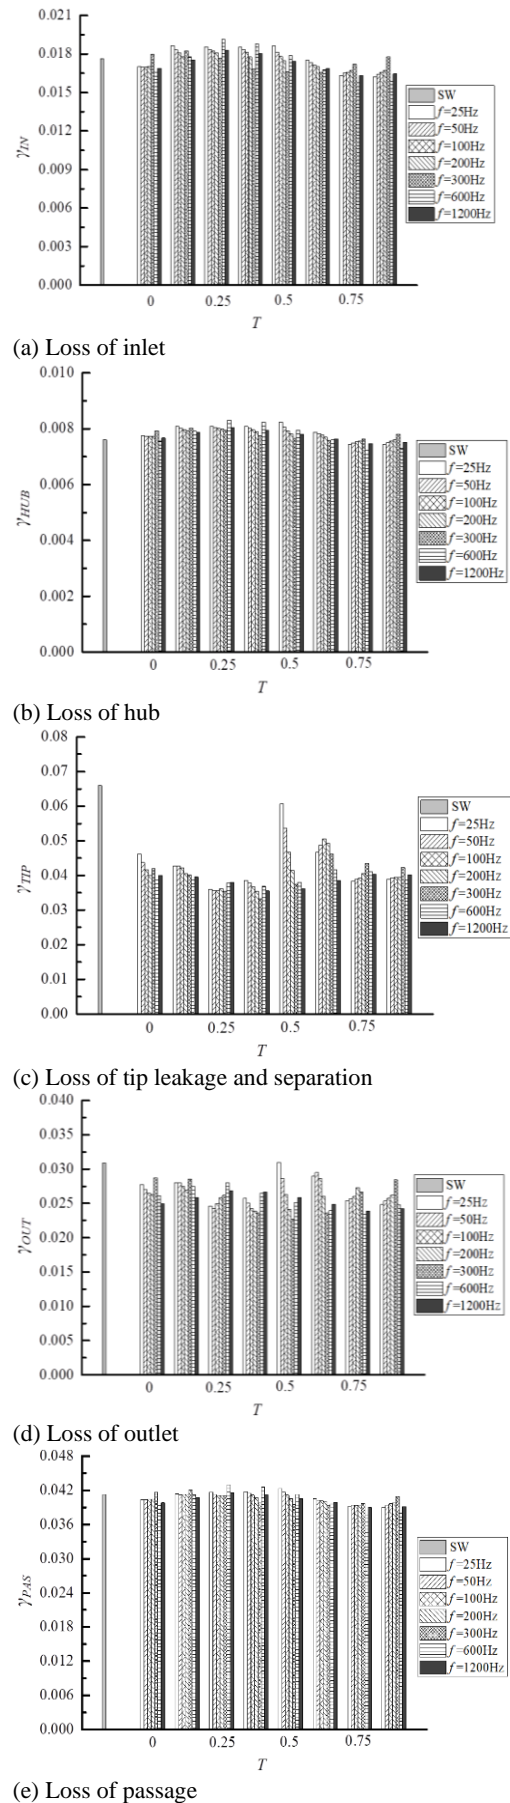 0.021
0.018
0.015
0.012
0.009
0.006
0.003
0.000
γIN
SW
f=25Hz
f=50Hz
f=100Hz
f=200Hz
f=300Hz
f=600Hz
f=1200Hz
0 0.25 0.5 0.75
T
(a) Loss of inlet
0.010
0.008
0.006
0.004
0.002
0.000
γHUB
SW
f=25Hz
f=50Hz
f=100Hz
f=200Hz
f=300Hz
f=600Hz
f=1200Hz
0 0.25 0.5 0.75
T
(b) Loss of hub
0.08
0.07
0.06
0.05
0.04
0.03
0.02
0.01
0.00
γTIP
SW
f=25Hz
f=50Hz
f=100Hz
f=200Hz
f=300Hz
f=600Hz
f=1200Hz
0 0.25 0.5 0.75
T
(c) Loss of tip leakage and separation
0.040
0.035
0.030
0.025
0.020
0.015
0.010
0.005
0.000
γOUT
SW
f=25Hz
f=50Hz
f=100Hz
f=200Hz
f=300Hz
f=600Hz
f=1200Hz
0 0.25 0.5 0.75
T
(d) Loss of outlet
0.048
0.042
0.036
0.030
0.024
0.018
0.012
0.006
0.000
γPAS
SW
f=25Hz
f=50Hz
f=100Hz
f=200Hz
f=300Hz
f=600Hz
f=1200Hz
0 0.25 0.5 0.75
T
(e) Loss of passage